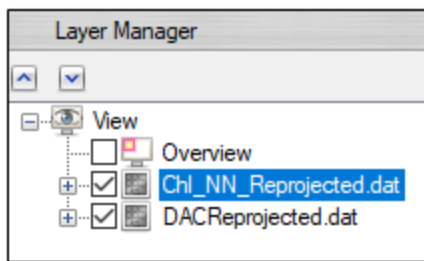 Layer Manager
View
Overview
Chl_NN_Reprojected.dat
DACReprojected.dat